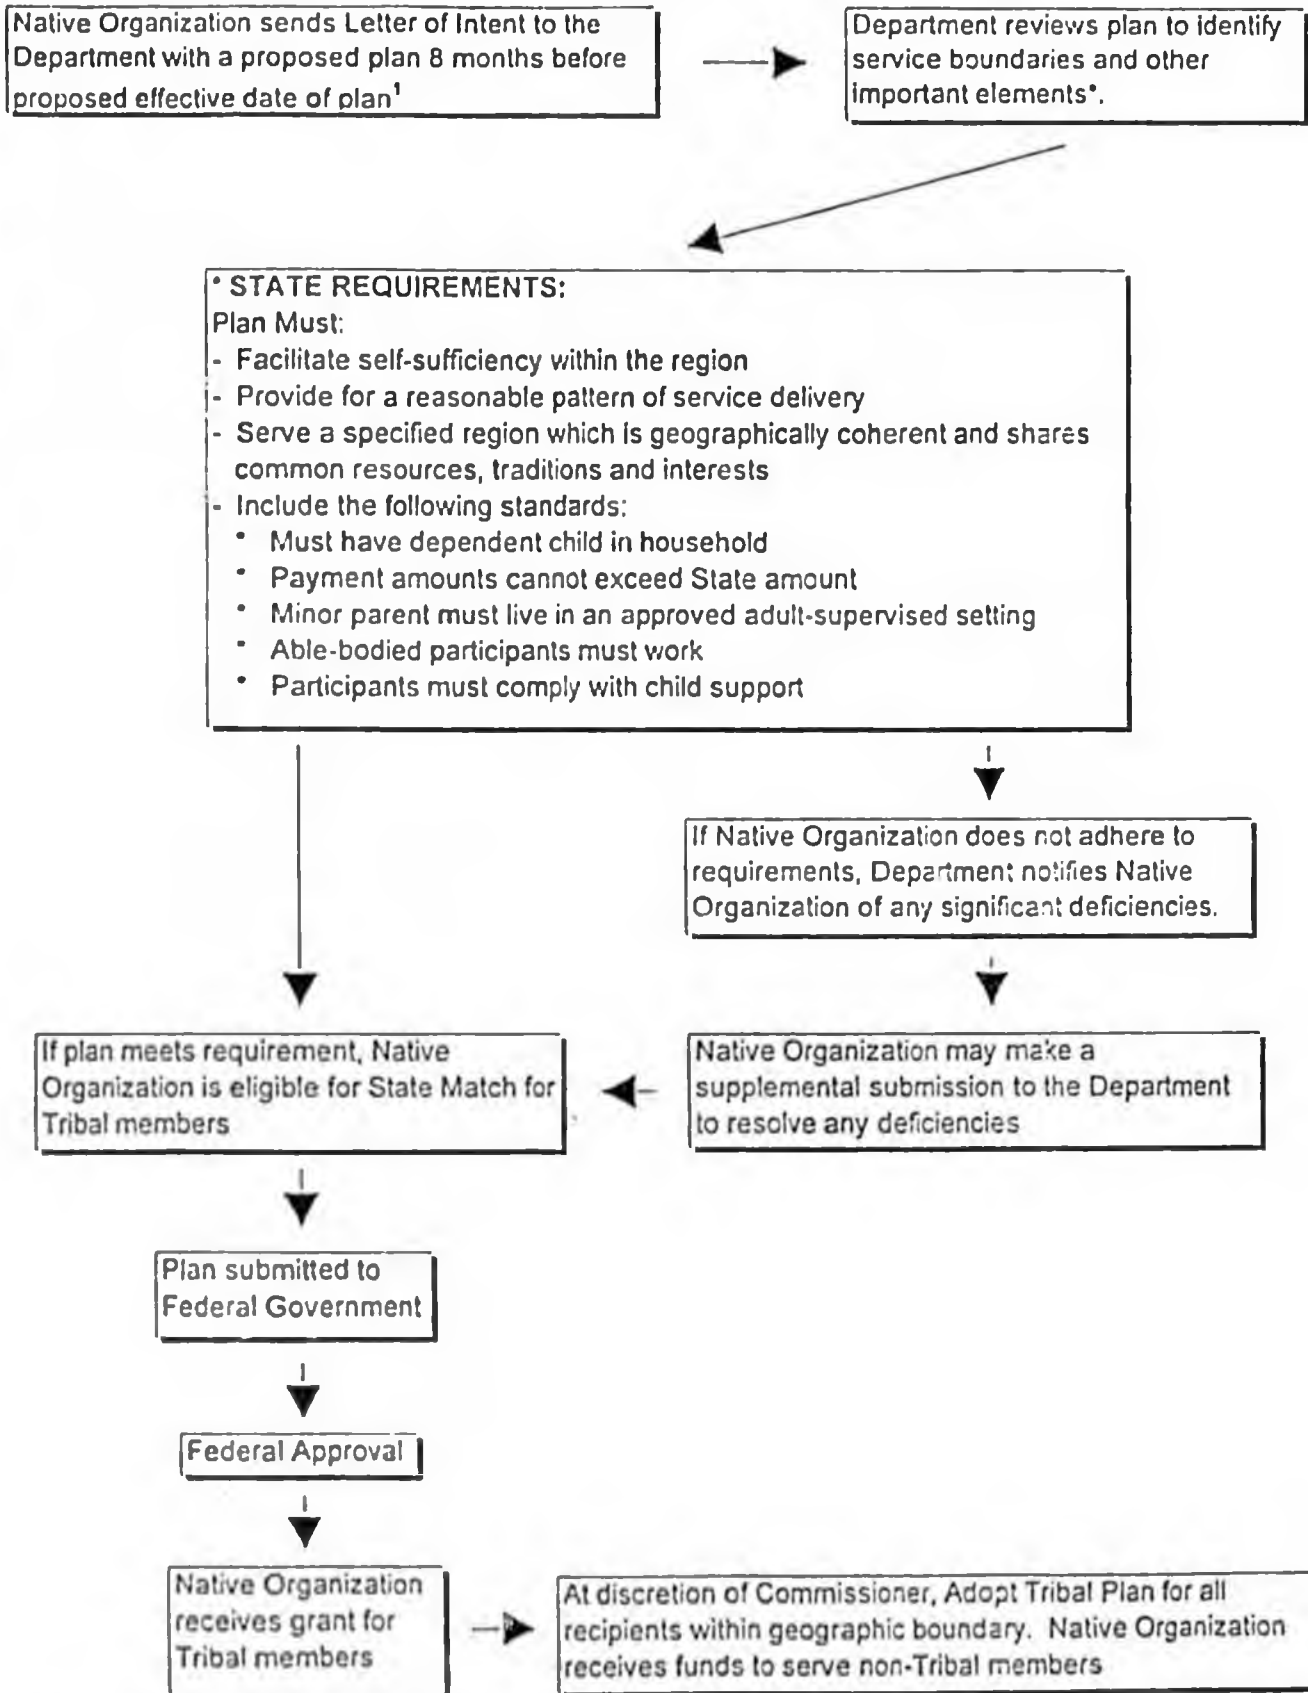 Native Organization sends Letter of Intent to the
Department with a proposed plan 8 months before
proposed effective date of plan¹
Department reviews plan to identify
service boundaries and other
important elements*.
* STATE REQUIREMENTS:
Plan Must:
- Facilitate self-sufficiency within the region
- Provide for a reasonable pattern of service delivery
- Serve a specified region which is geographically coherent and shares
common resources, traditions and interests
- Include the following standards:
* Must have dependent child in household
* Payment amounts cannot exceed State amount
* Minor parent must live in an approved adult-supervised setting
* Able-bodied participants must work
* Participants must comply with child support
If Native Organization does not adhere to
requirements, Department notifies Native
Organization of any significant deficiencies.
If plan meets requirement, Native
Organization is eligible for State Match for
Tribal members
Native Organization may make a
supplemental submission to the Department
to resolve any deficiencies
Plan submitted to
Federal Government
Federal Approval
Native Organization
receives grant for
Tribal members
At discretion of Commissioner, Adopt Tribal Plan for all
recipients within geographic boundary.  Native Organization
receives funds to serve non-Tribal members